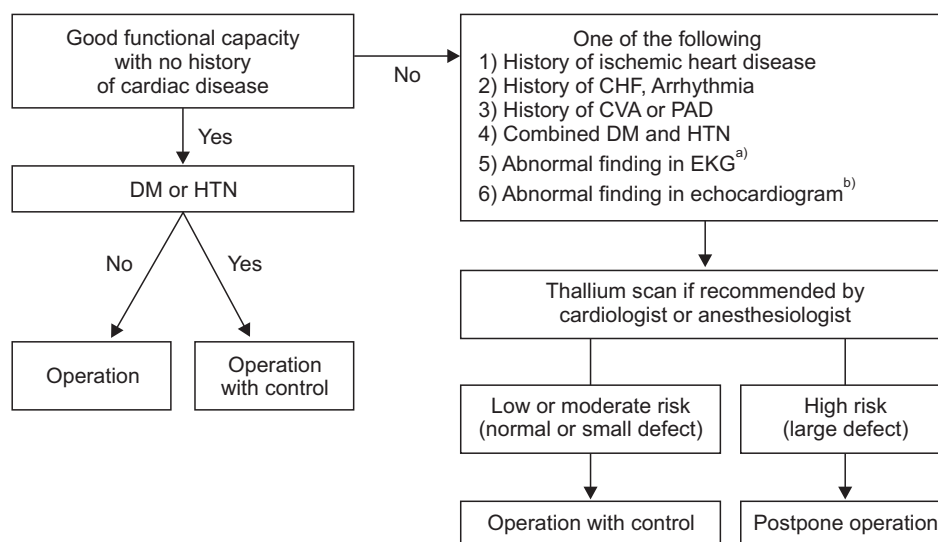 Good functional capacity
with no history
of cardiac disease
No
One of the following
1) History of ischemic heart disease
2) History of CHF, Arrhythmia
3) History of CVA or PAD
4) Combined DM and HTN
5) Abnormal finding in EKG a)
6) Abnormal finding in echocardiogram b)
Yes
DM or HTN
No
Yes
Operation
Operation
with control
Thallium scan if recommended by
cardiologist or anesthesiologist
Low or moderate risk
(normal or small defect)
High risk
(large defect)
Operation with control
Postpone operation